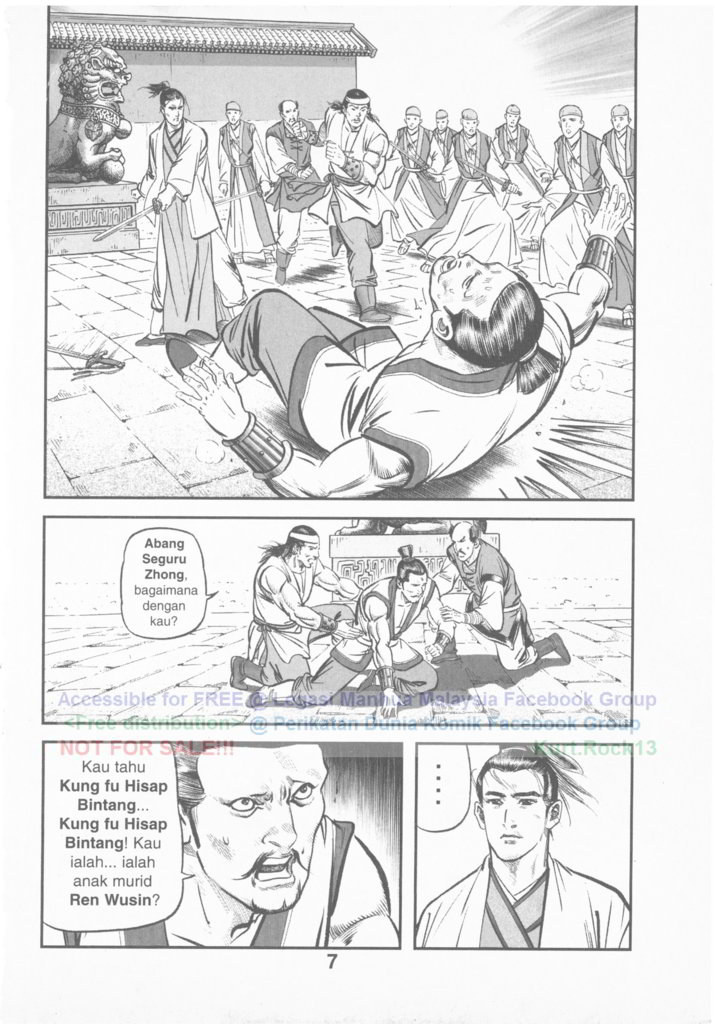 Abang
Seguru
Zhong,
bagaimana
dengan
kau?
Accessible for FREE @ Legasi Manhua Malaysia Facebook Group
<Free distribution> @ Perikatan Dunia Komik Facebook Group
NOT FOR SALE!!! Kurt.Rock13
Kau tahu
Kung fu Hisap
Bintang...
Kung fu Hisap
Bintang! Kau
ialah... ialah
anak murid
Ren Wusin?
...
7